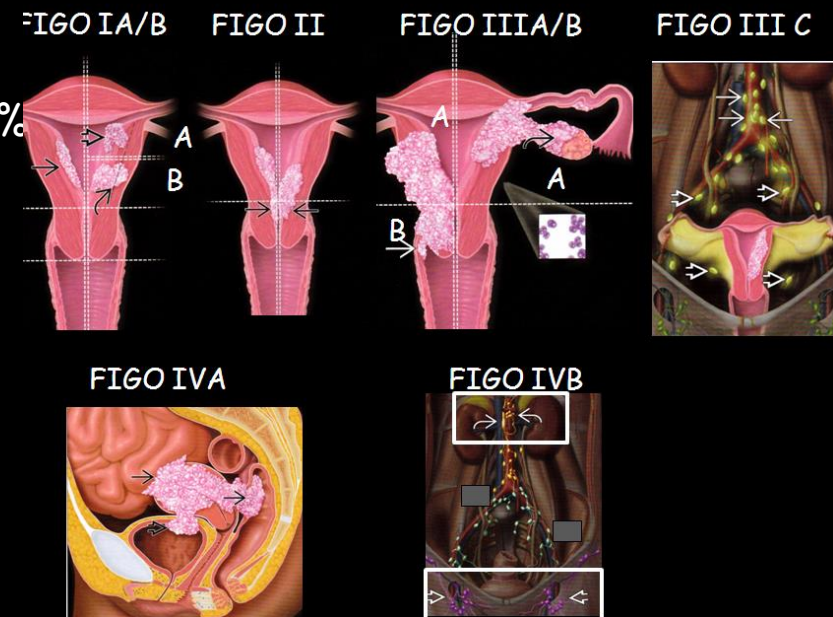 FIGO IA/B
FIGO II
FIGO IIIA/B
FIGO III C
%
A
B
A
A
B
FIGO IVA
FIGO IVB